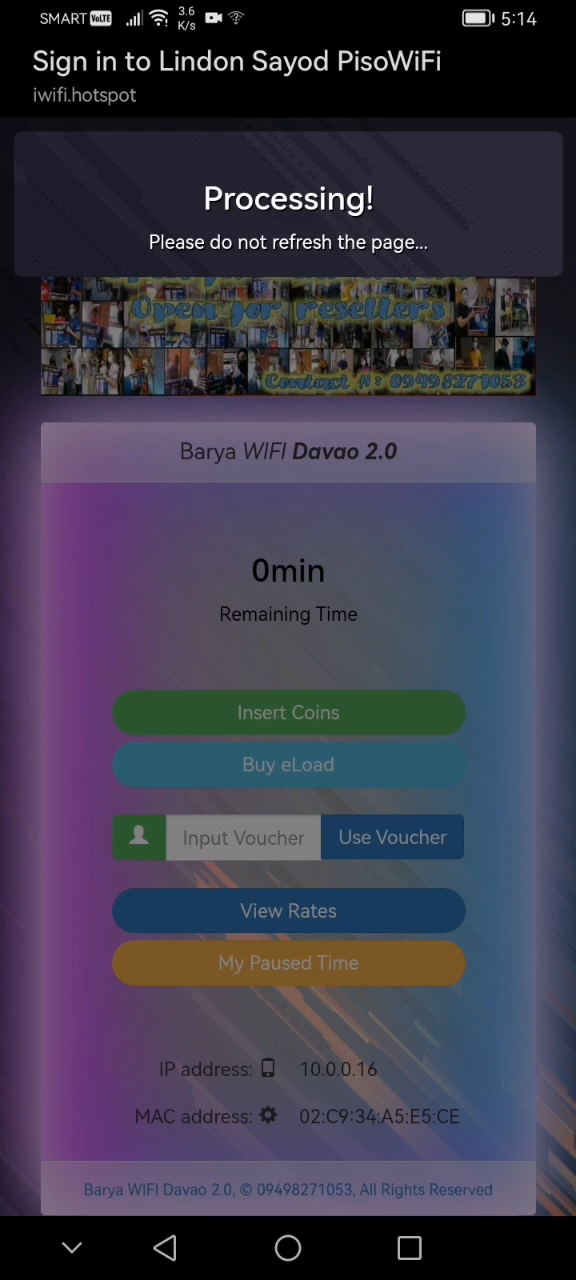 SMART VoLTE 3.6 K/s 5:14
Sign in to Lindon Sayod PisoWiFi
iwifi.hotspot
Processing!
Please do not refresh the page...
Open for resellers
Contact #: 09498271053
Barya WIFI Davao 2.0
0min
Remaining Time
Insert Coins
Buy eLoad
Input Voucher Use Voucher
View Rates
My Paused Time
IP address: 10.0.0.16
MAC address: 02:C9:34:A5:E5:CE
Barya WIFI Davao 2.0, © 09498271053, All Rights Reserved